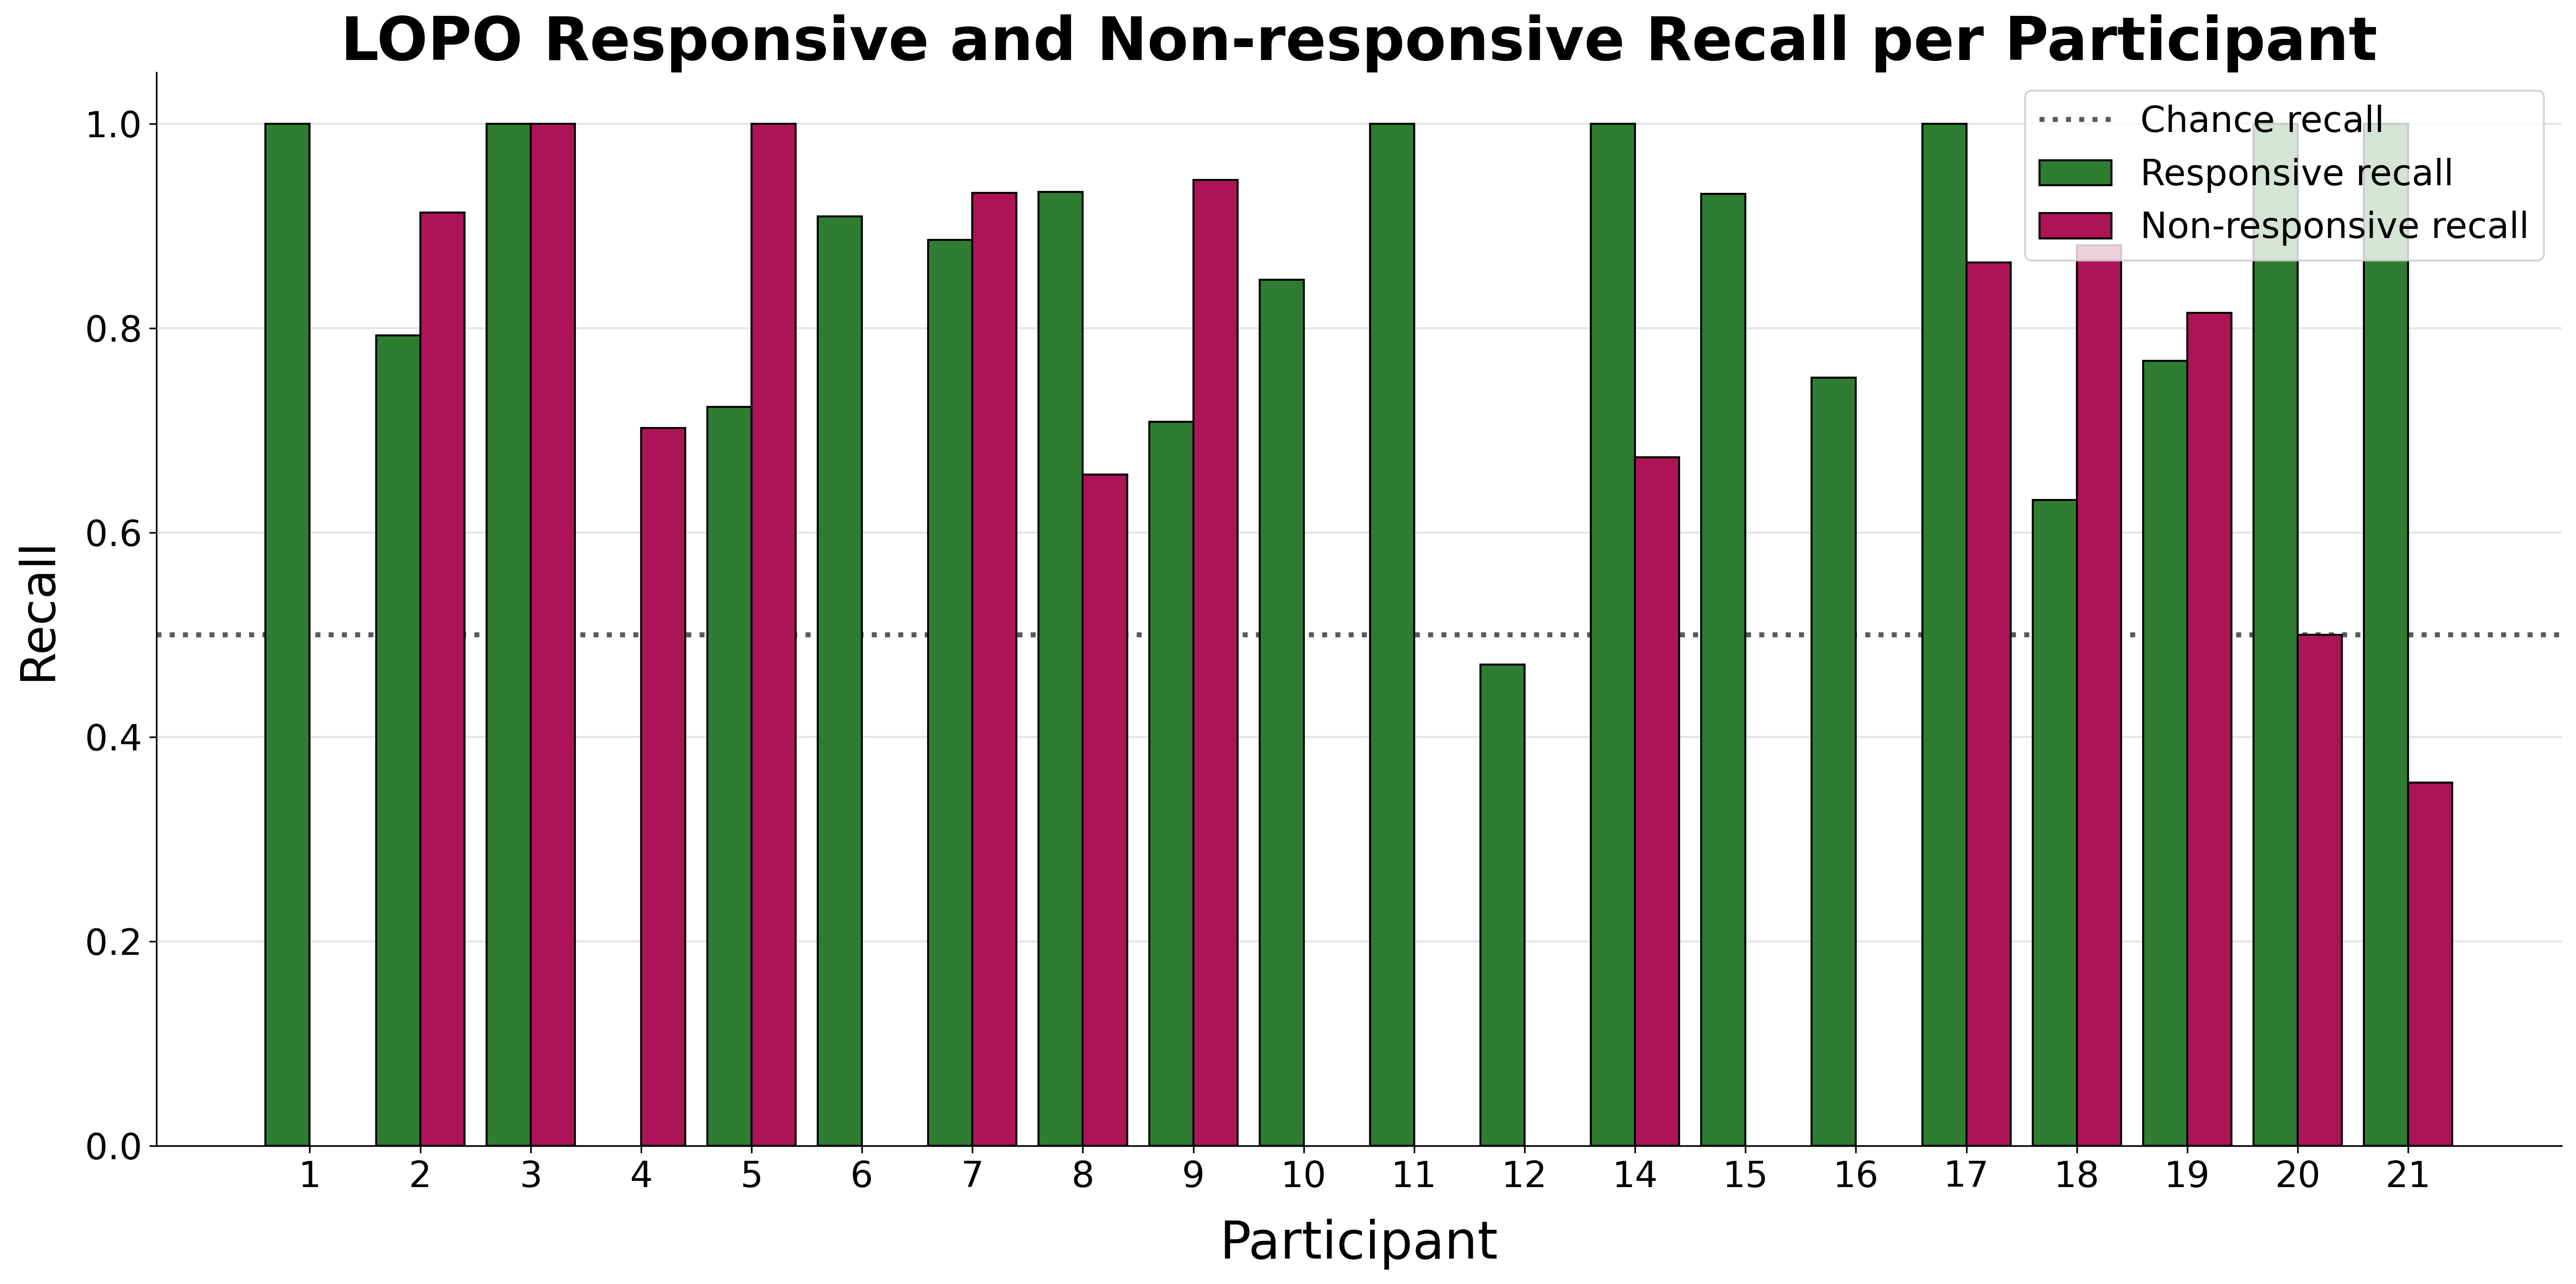 LOPO Responsive and Non-responsive Recall per Participant
Chance recall
Responsive recall
Non-responsive recall
Recall
1.0
0.8
0.6
0.4
0.2
0.0
1 2 3 4 5 6 7 8 9 10 11 12 14 15 16 17 18 19 20 21
Participant